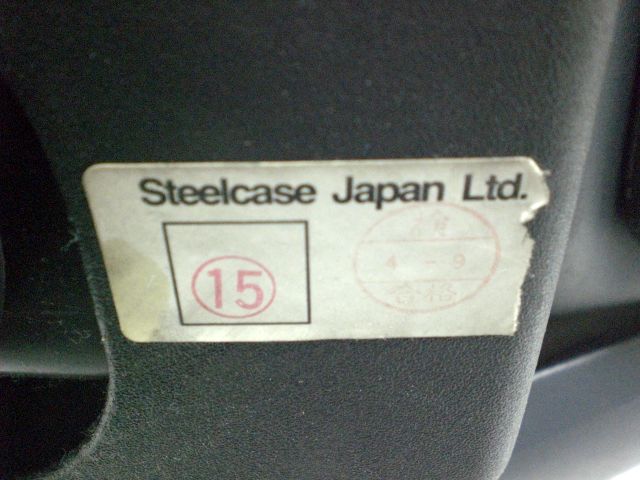 Steelcase Japan Ltd.
15
検
4 - 9
合格